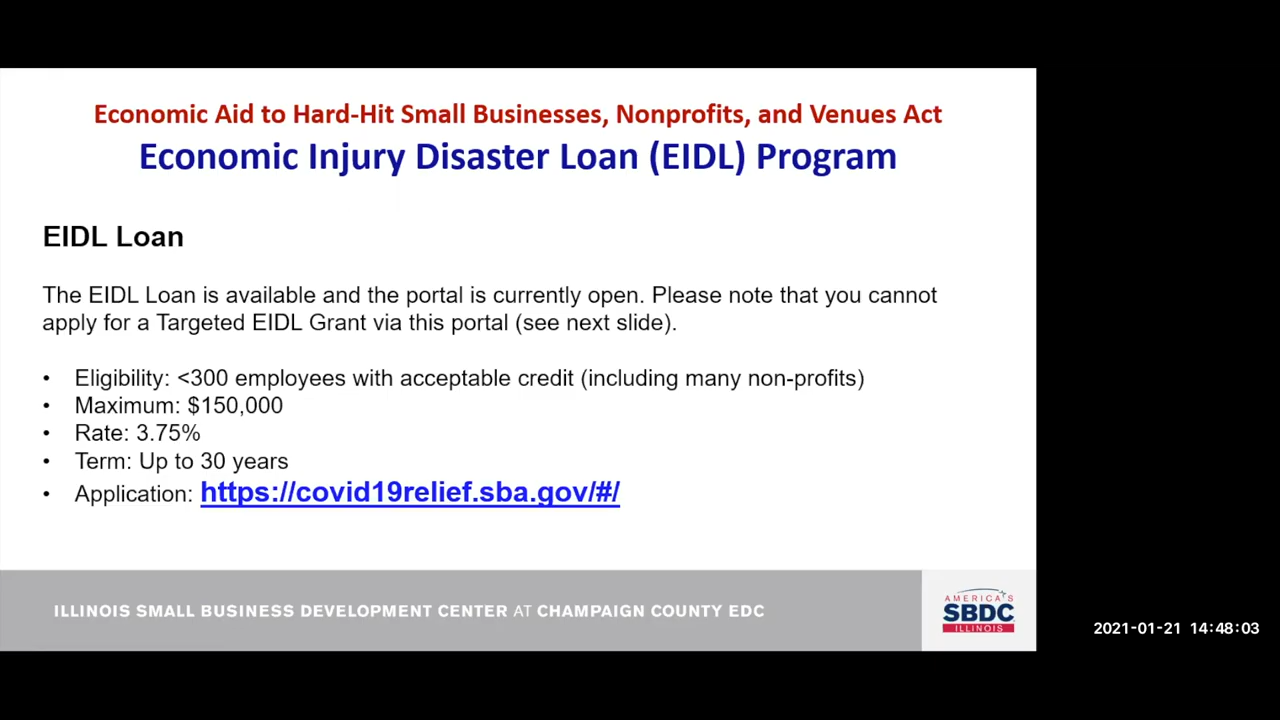 Economic Aid to Hard-Hit Small Businesses, Nonprofits, and Venues Act
Economic Injury Disaster Loan (EIDL) Program
EIDL Loan
The EIDL Loan is available and the portal is currently open. Please note that you cannot
apply for a Targeted EIDL Grant via this portal (see next slide).
• Eligibility: <300 employees with acceptable credit (including many non-profits)
• Maximum: $150,000
• Rate: 3.75%
• Term: Up to 30 years
• Application: https://covid19relief.sba.gov/#/
ILLINOIS SMALL BUSINESS DEVELOPMENT CENTER AT CHAMPAIGN COUNTY EDC
AMERICA'S
SBDC
ILLINOIS
2021-01-21 14:48:03